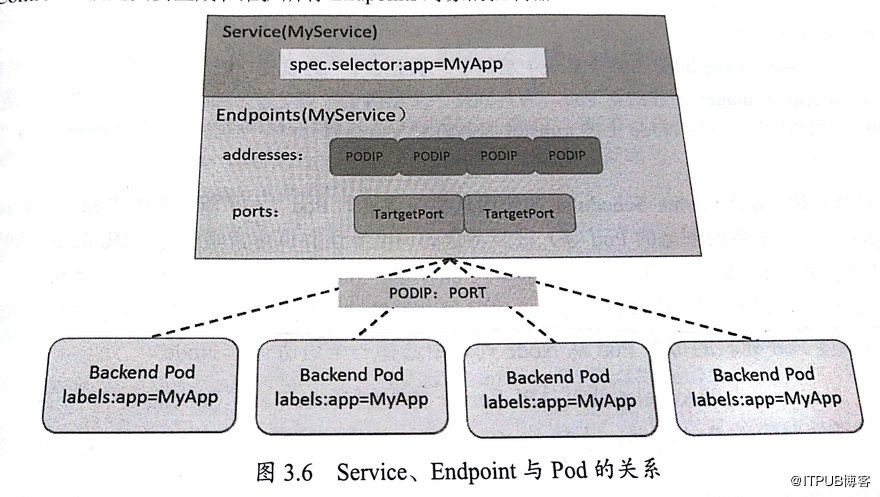 Service(MyService)
spec.selector:app=MyApp
Endpoints(MyService）
addresses:
PODIP PODIP PODIP PODIP
ports:
TartgetPort TartgetPort
PODIP：PORT
Backend Pod
labels:app=MyApp
Backend Pod
labels:app=MyApp
Backend Pod
labels:app=MyApp
Backend Pod
labels:app=MyApp
图 3.6 Service、Endpoint 与 Pod 的关系
@ITPUB博客